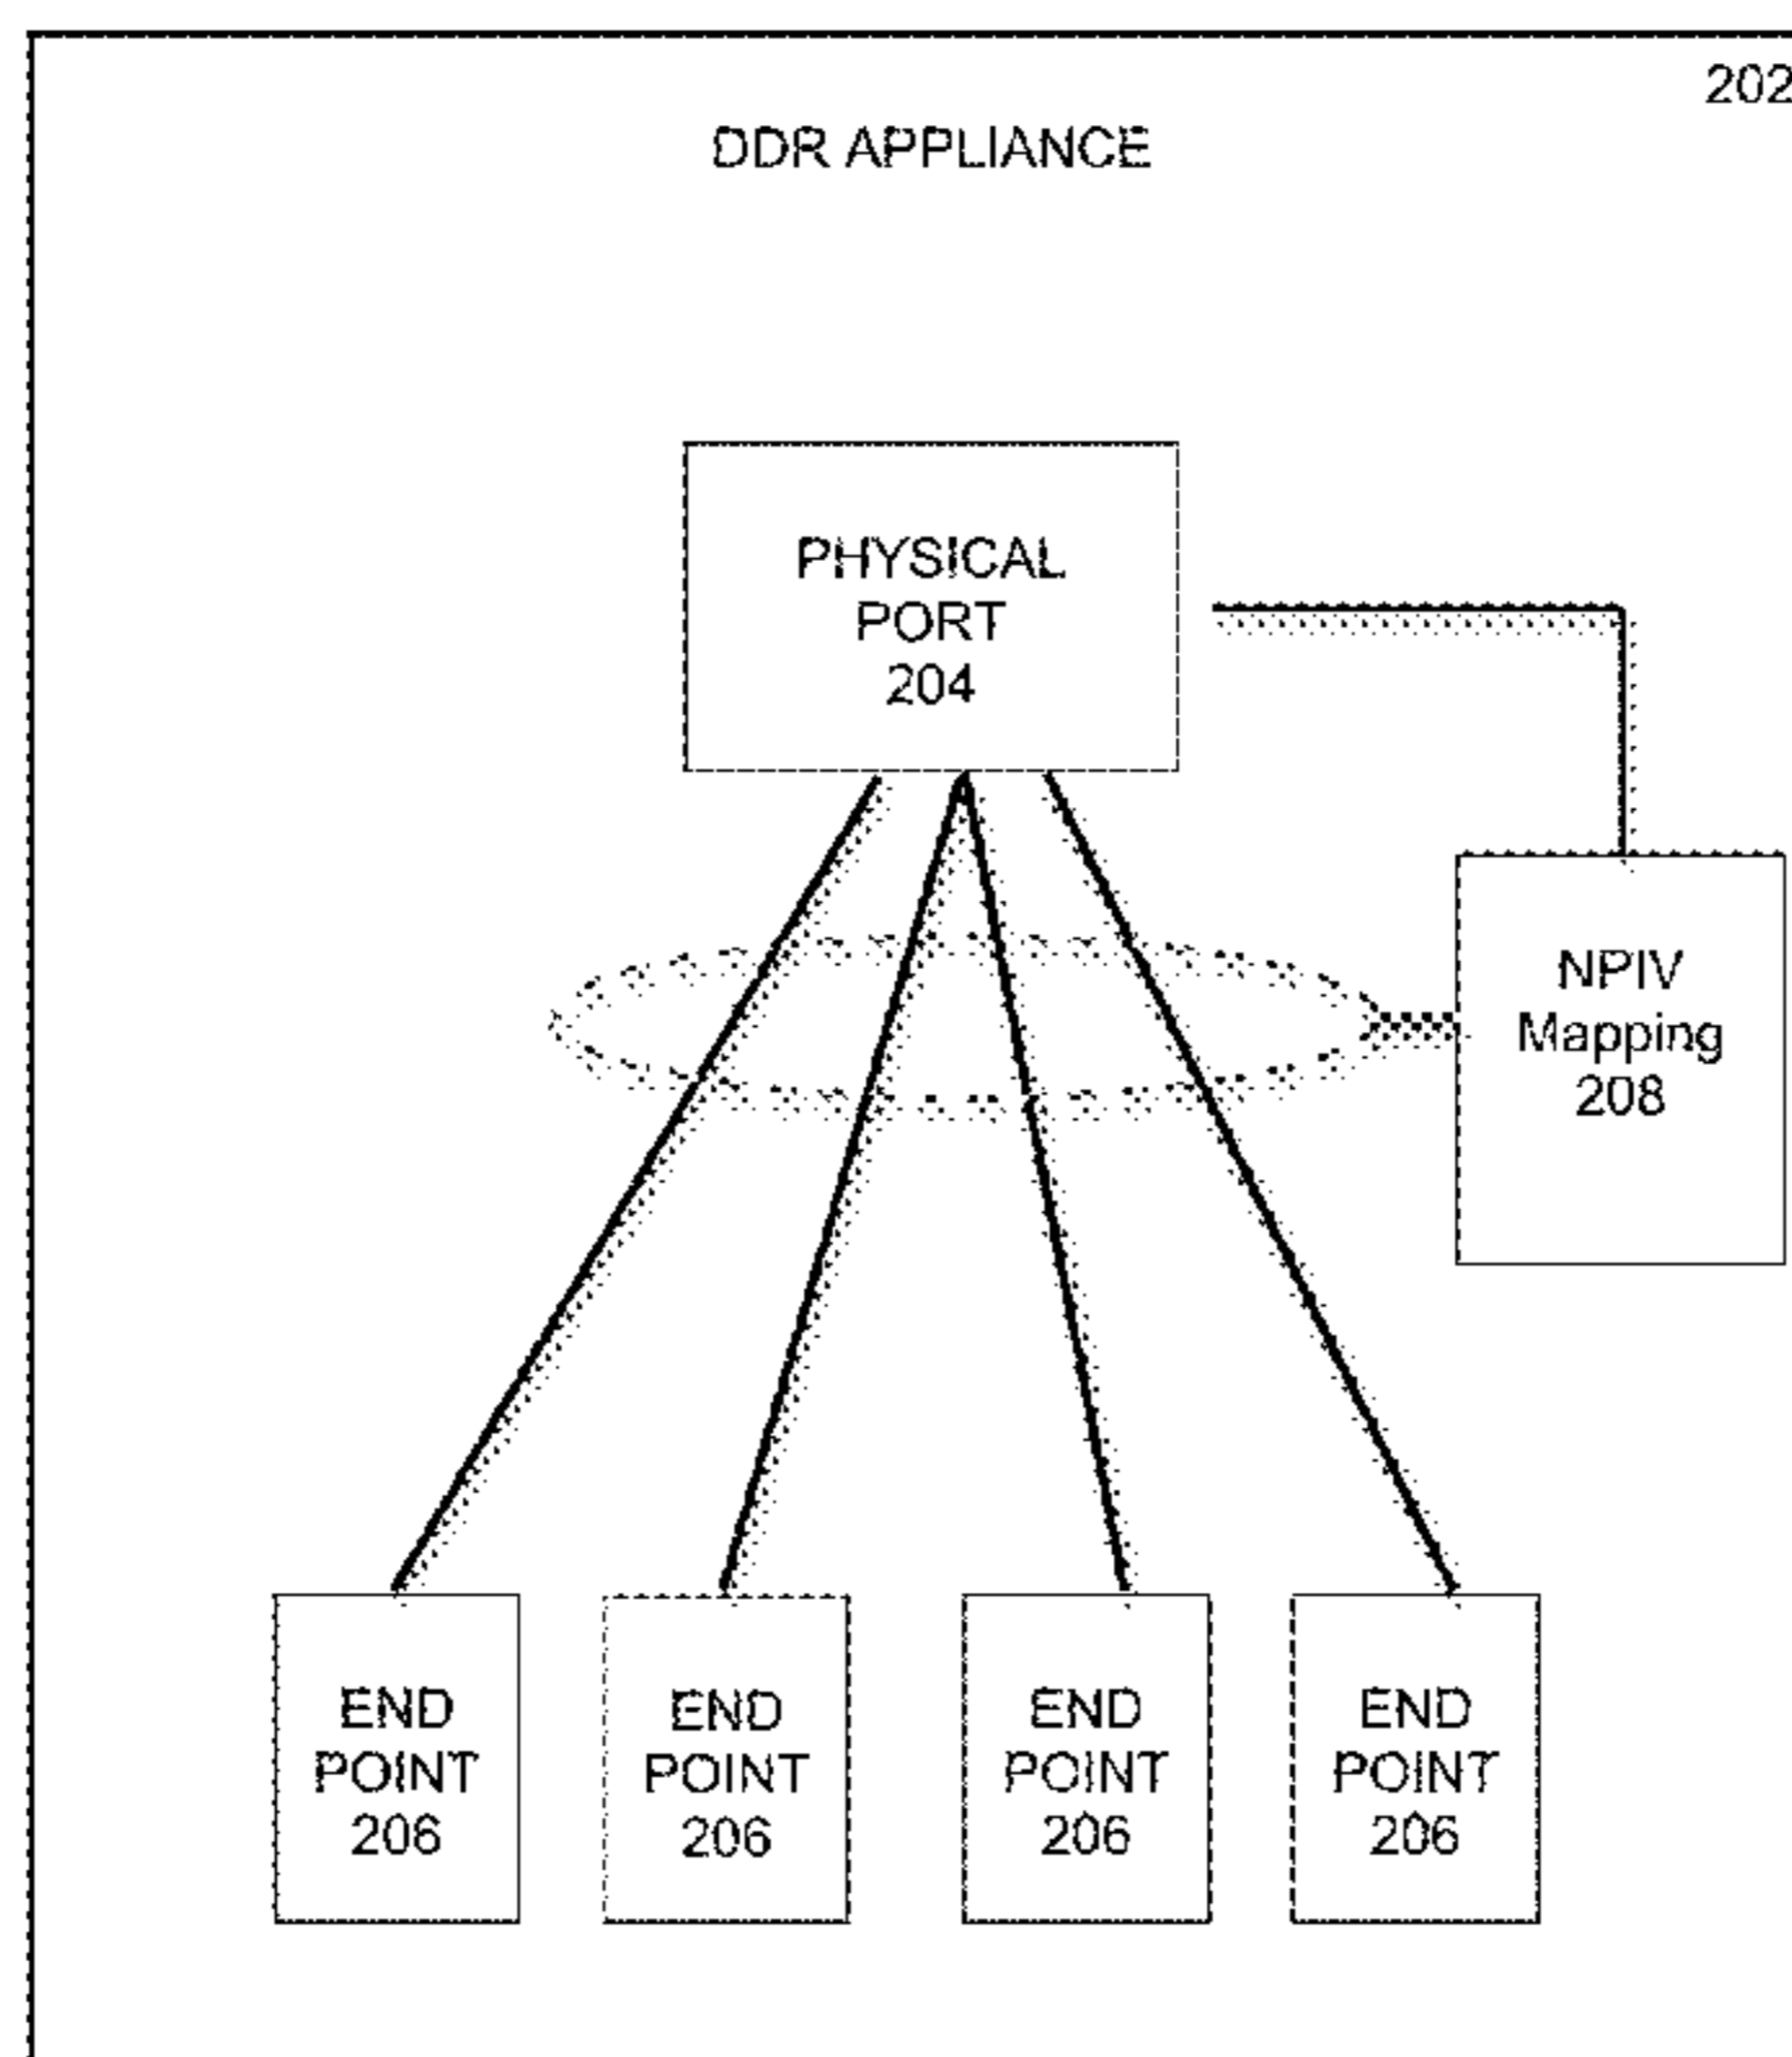 202
DDR APPLIANCE
PHYSICAL
PORT
204
NPIV
Mapping
208
END
POINT
206
END
POINT
206
END
POINT
206
END
POINT
206